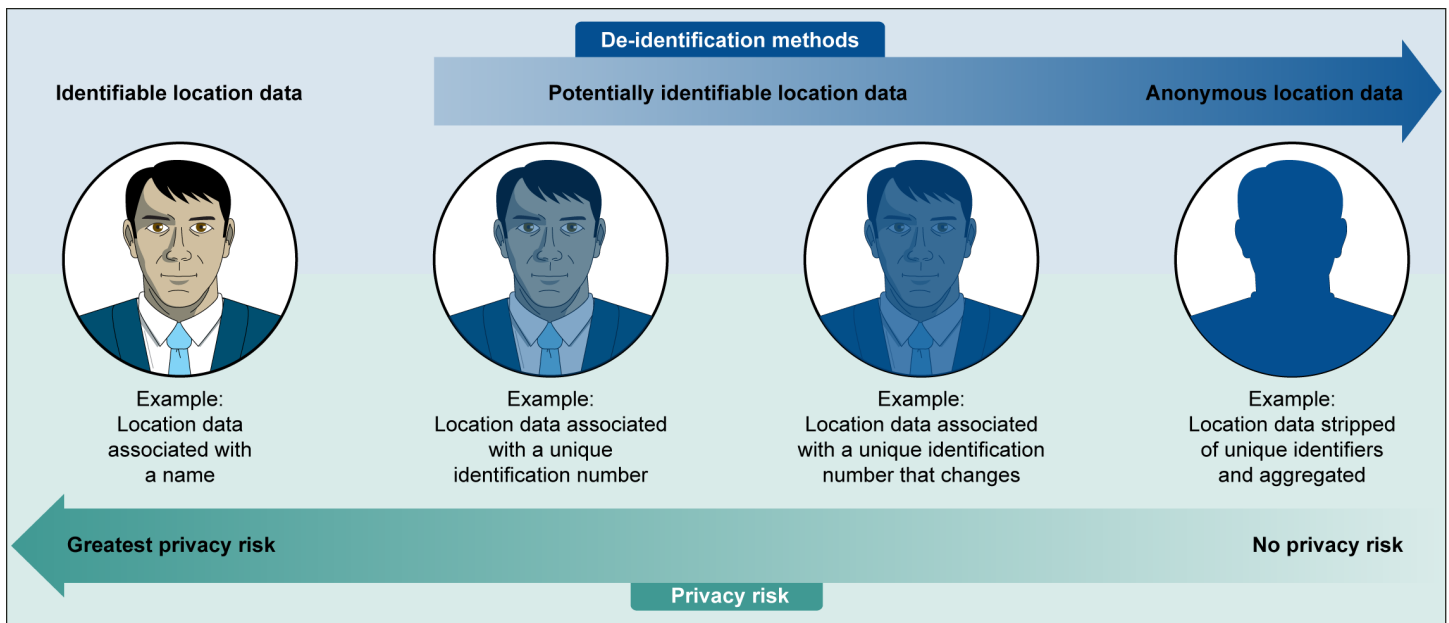 De-identification methods
Identifiable location data
Potentially identifiable location data
Anonymous location data
Example:
Location data
associated with
a name
Example:
Location data associated
with a unique
identification number
Example:
Location data associated
with a unique identification
number that changes
Example:
Location data stripped
of unique identifiers
and aggregated
Greatest privacy risk
No privacy risk
Privacy risk